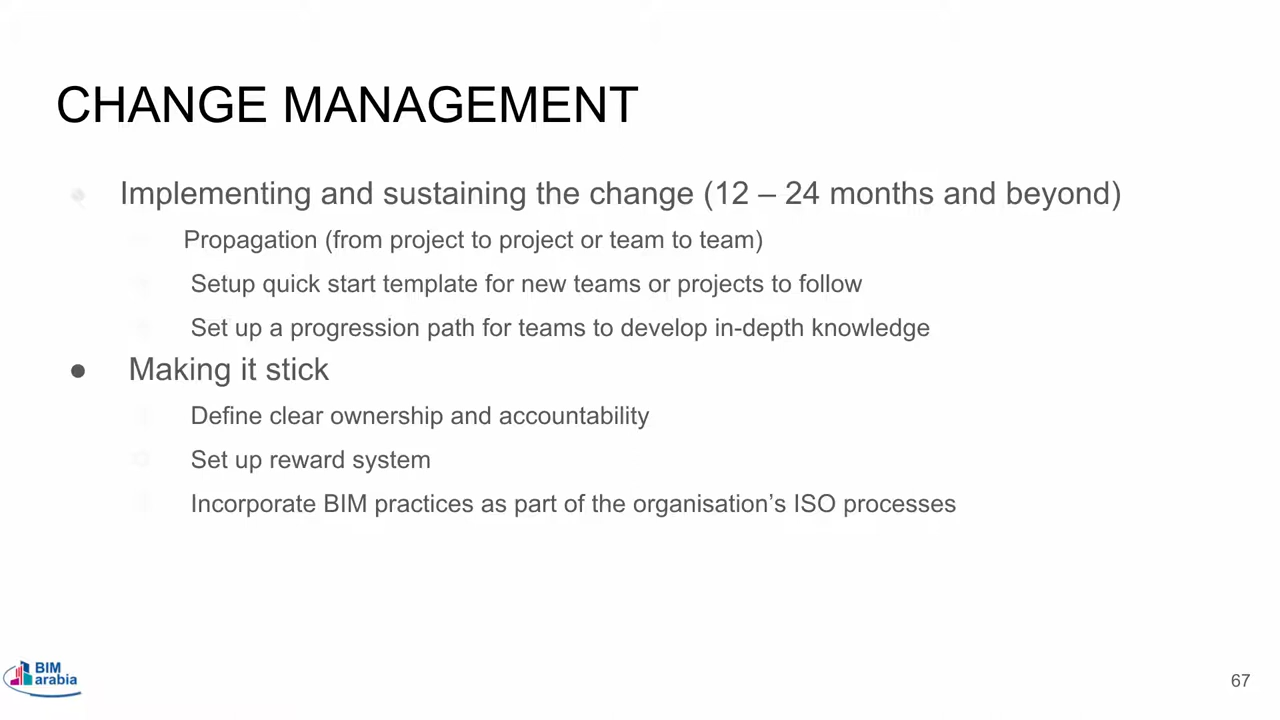 CHANGE MANAGEMENT
Implementing and sustaining the change (12 – 24 months and beyond)
Propagation (from project to project or team to team)
Setup quick start template for new teams or projects to follow
Set up a progression path for teams to develop in-depth knowledge
● Making it stick
Define clear ownership and accountability
Set up reward system
Incorporate BIM practices as part of the organisation’s ISO processes
BIM
arabia
67